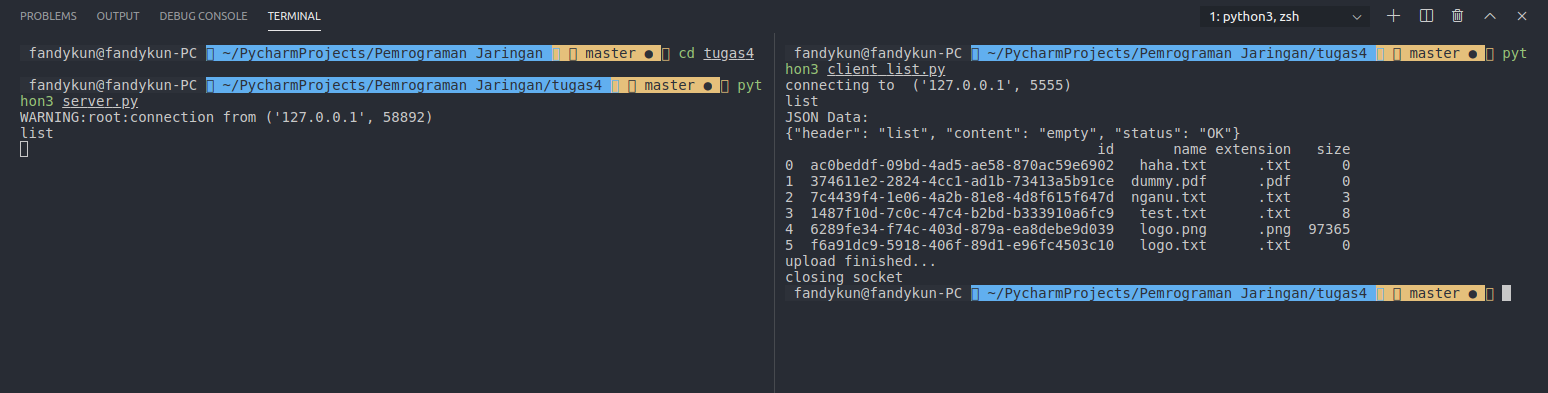 PROBLEMS OUTPUT DEBUG CONSOLE TERMINAL 1: python3, zsh
fandykun@fandykun-PC ~/PycharmProjects/Pemrograman Jaringan master ● cd tugas4
fandykun@fandykun-PC ~/PycharmProjects/Pemrograman Jaringan/tugas4 master ● pyt
hon3 server.py
WARNING:root:connection from ('127.0.0.1', 58892)
list
fandykun@fandykun-PC ~/PycharmProjects/Pemrograman Jaringan/tugas4 master ● pyt
hon3 client_list.py
connecting to ('127.0.0.1', 5555)
list
JSON Data:
{"header": "list", "content": "empty", "status": "OK"}
id name extension size
0 ac0beddf-09bd-4ad5-ae58-870ac59e6902 haha.txt .txt 0
1 374611e2-2824-4cc1-ad1b-73413a5b91ce dummy.pdf .pdf 0
2 7c4439f4-1e06-4a2b-81e8-4d8f615f647d nganu.txt .txt 3
3 1487f10d-7c0c-47c4-b2bd-b333910a6fc9 test.txt .txt 8
4 6289fe34-f74c-403d-879a-ea8debe9d039 logo.png .png 97365
5 f6a91dc9-5918-406f-89d1-e96fc4503c10 logo.txt .txt 0
upload finished...
closing socket
fandykun@fandykun-PC ~/PycharmProjects/Pemrograman Jaringan/tugas4 master ●